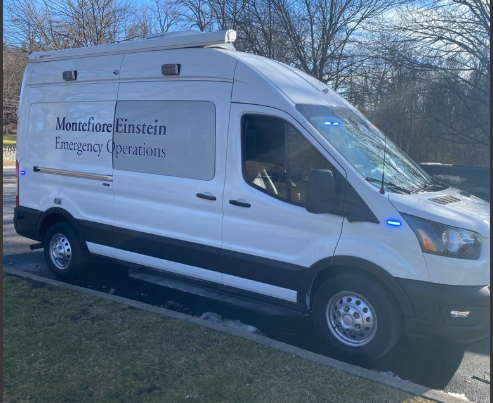 Montefiore Einstein
Emergency Operations